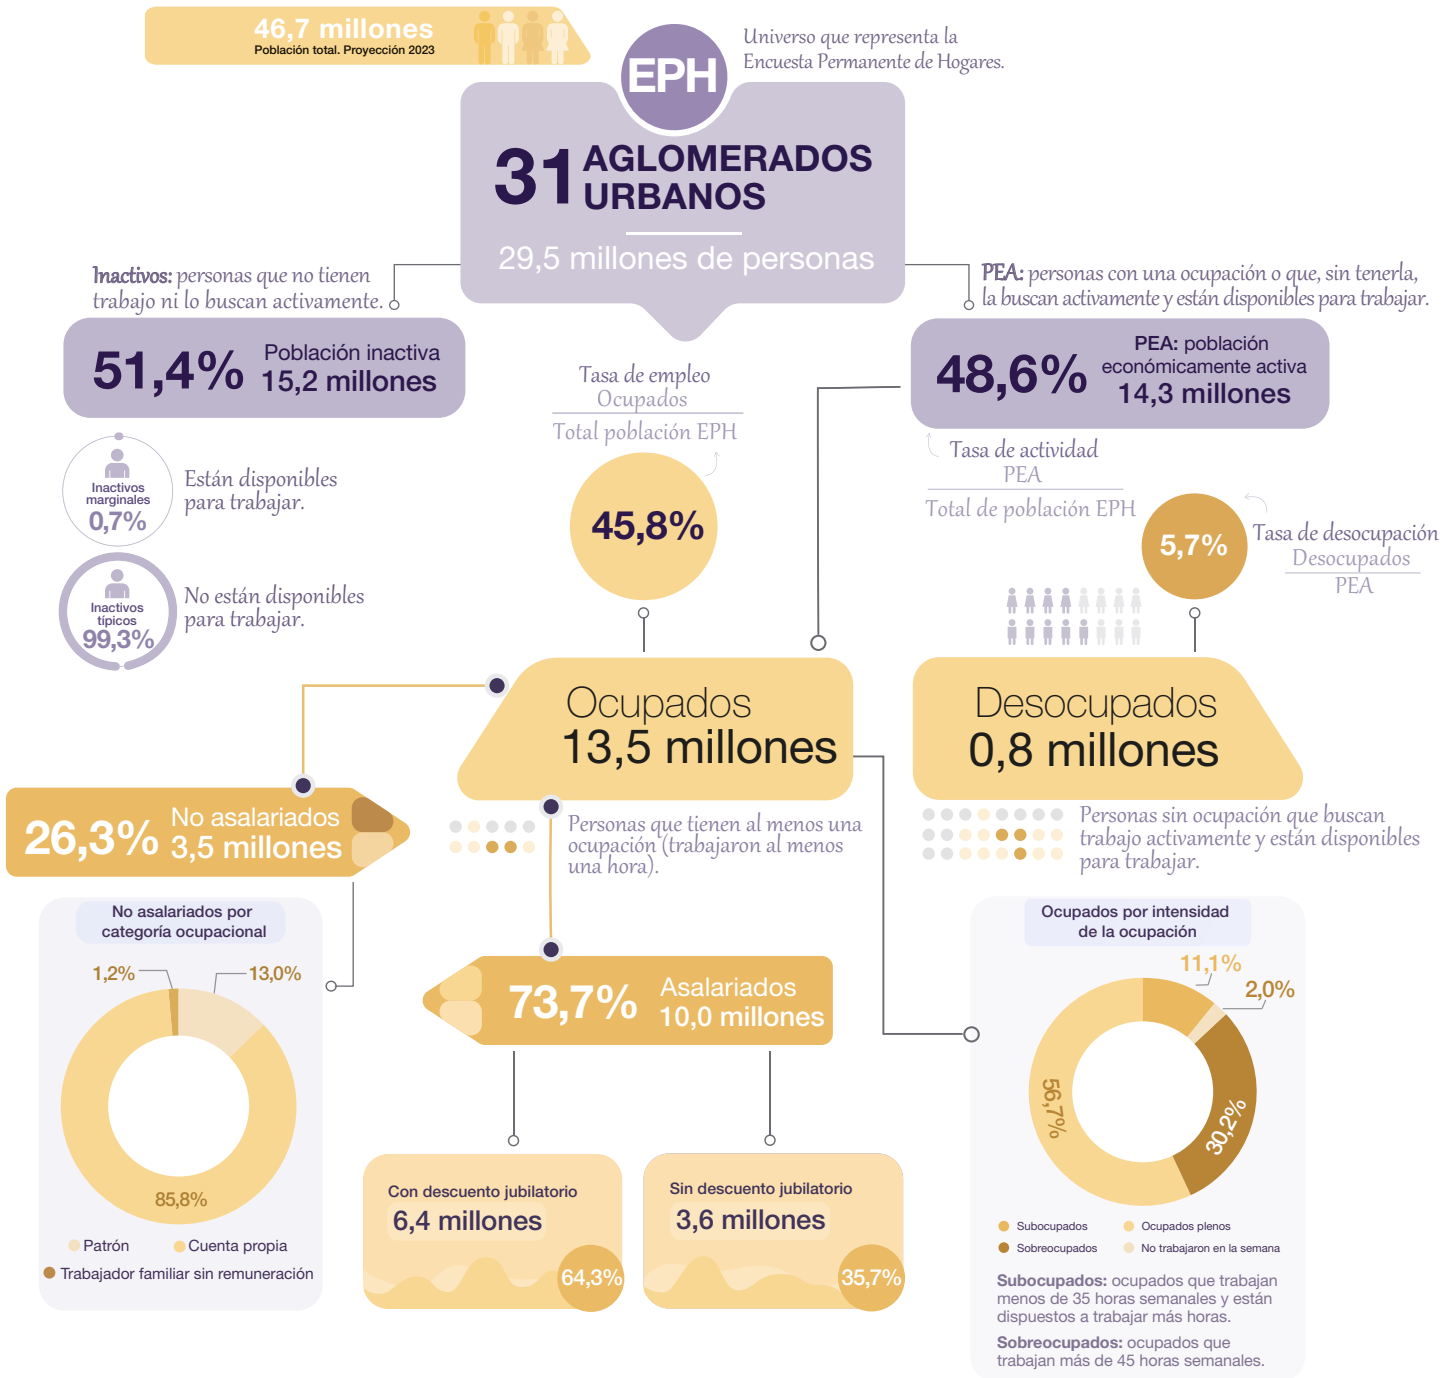 46,7 millones
Población total. Proyección 2023
EPH
Universo que representa la
Encuesta Permanente de Hogares.
31 AGLOMERADOS
URBANOS
29,5 millones de personas
Inactivos: personas que no tienen
trabajo ni lo buscan activamente.
51,4%
Población inactiva
15,2 millones
PEA: personas con una ocupación o que, sin tenerla,
la buscan activamente y están disponibles para trabajar.
48,6%
PEA: población
económicamente activa
14,3 millones
Inactivos
marginales
0,7%
Están disponibles
para trabajar.
Inactivos
típicos
99,3%
No están disponibles
para trabajar.
Tasa de empleo
Ocupados
Total población EPH
45,8%
Tasa de actividad
PEA
Total de población EPH
5,7%
Tasa de desocupación
Desocupados
PEA
Ocupados
13,5 millones
Desocupados
0,8 millones
26,3%
No asalariados
3,5 millones
Personas que tienen al menos una
ocupación (trabajaron al menos
una hora).
Personas sin ocupación que buscan
trabajo activamente y están disponibles
para trabajar.
No asalariados por
categoría ocupacional
1,2%
13,0%
85,8%
Patrón
Cuenta propia
Trabajador familiar sin remuneración
73,7%
Asalariados
10,0 millones
Con descuento jubilatorio
6,4 millones
64,3%
Sin descuento jubilatorio
3,6 millones
35,7%
Ocupados por intensidad
de la ocupación
11,1%
2,0%
56,7%
30,2%
Subocupados
Ocupados plenos
Sobreocupados
No trabajaron en la semana
Subocupados: ocupados que trabajan
menos de 35 horas semanales y están
dispuestos a trabajar más horas.
Sobreocupados: ocupados que
trabajan más de 45 horas semanales.